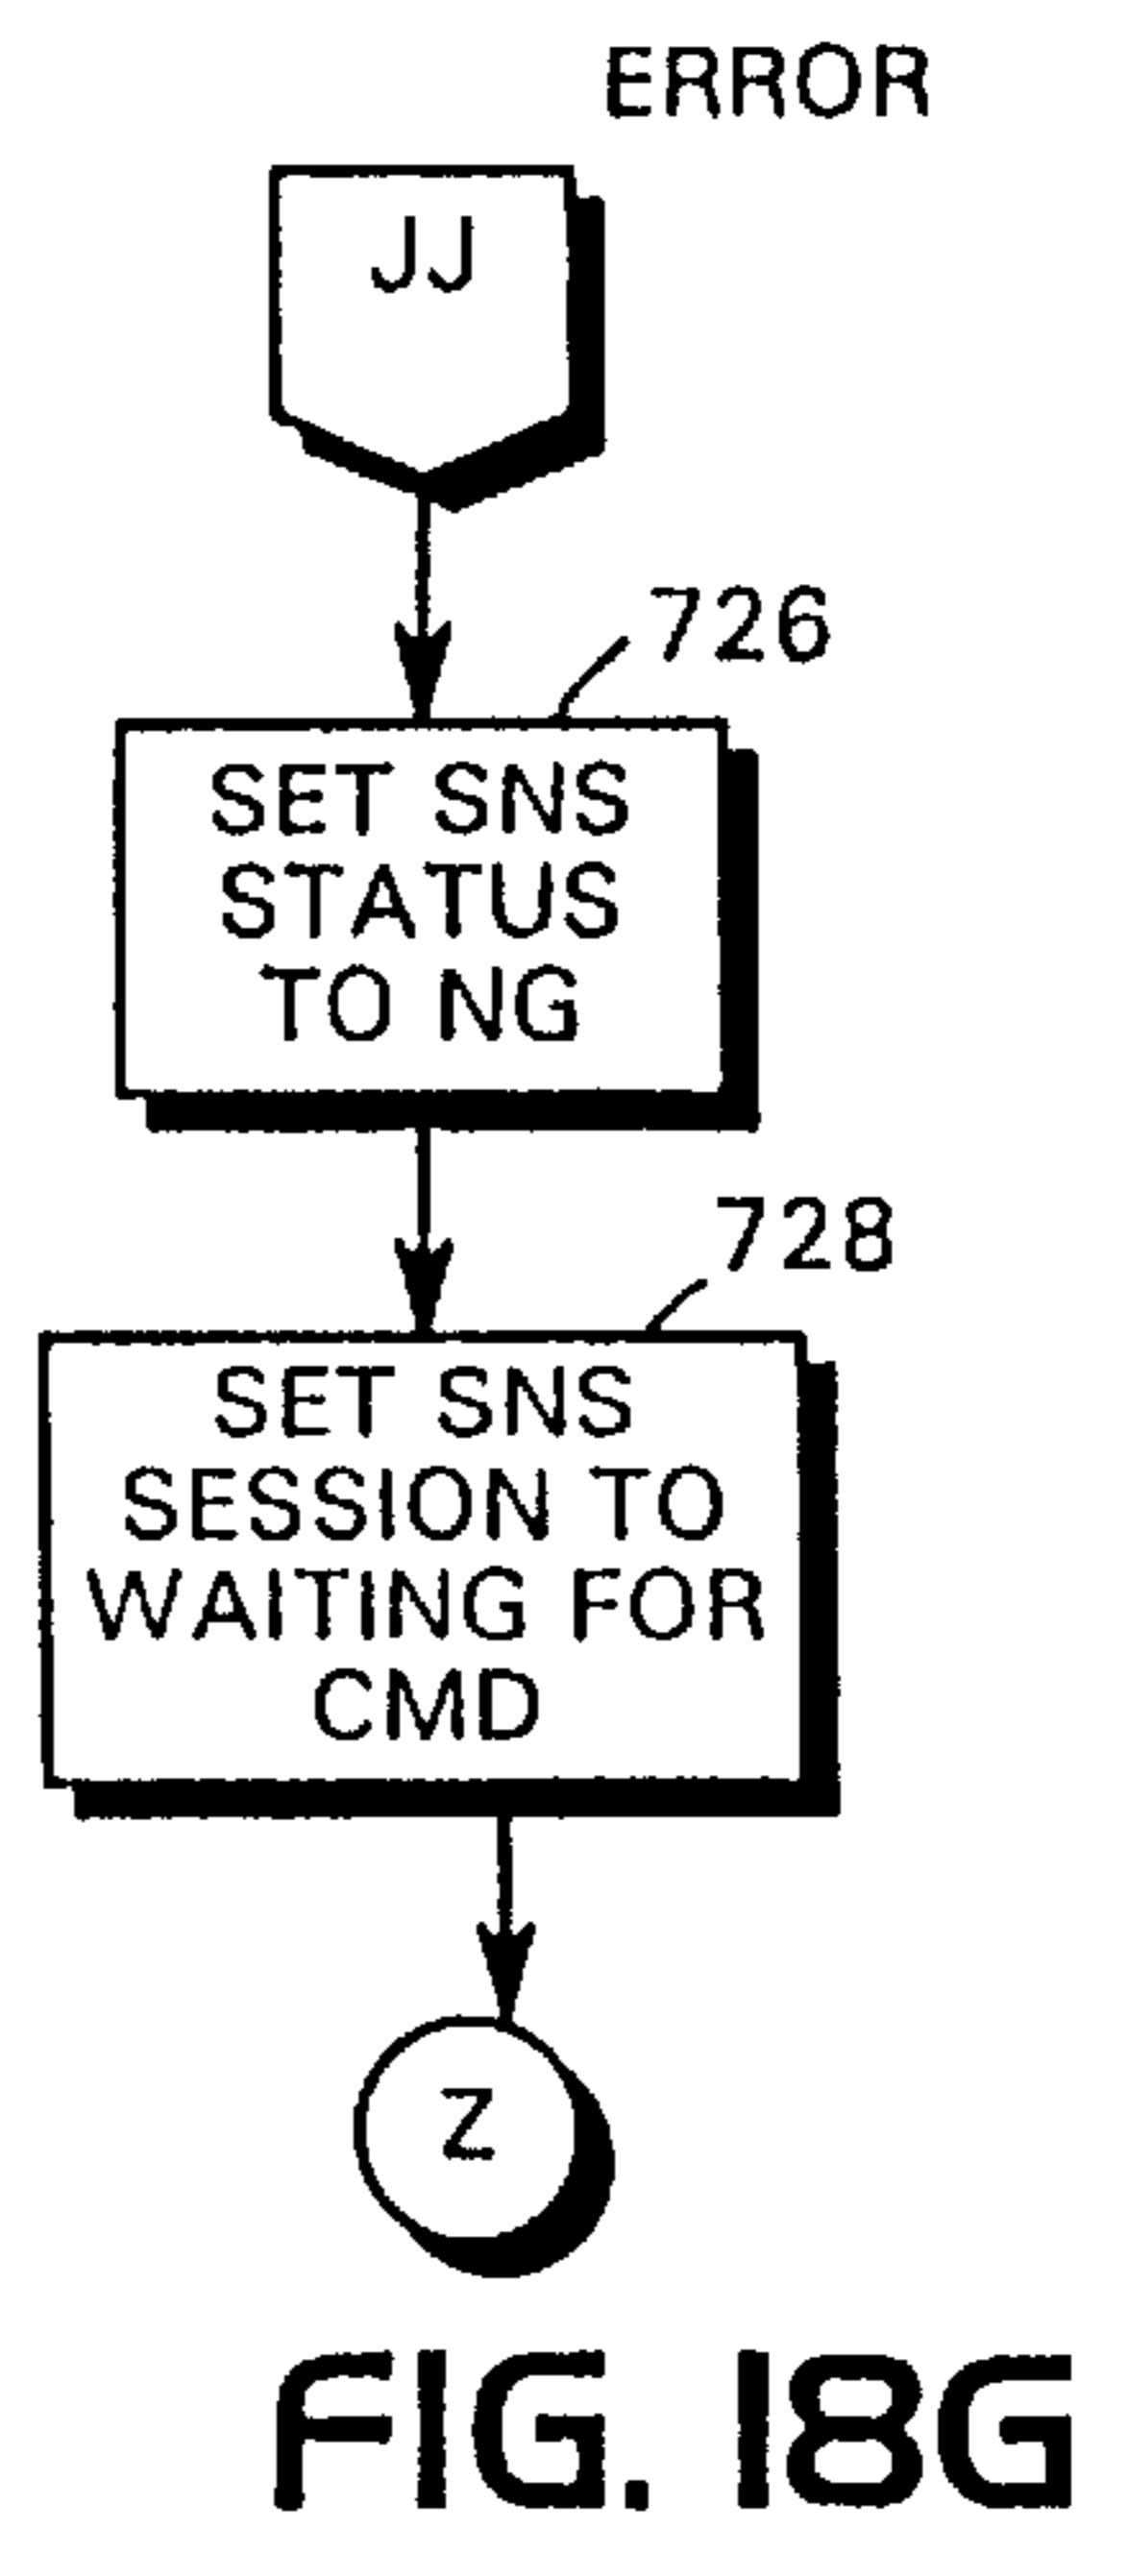 ERROR
JJ
726
SET SNS
STATUS
TO NG
728
SET SNS
SESSION TO
WAITING FOR
CMD
Z
FIG. 18G